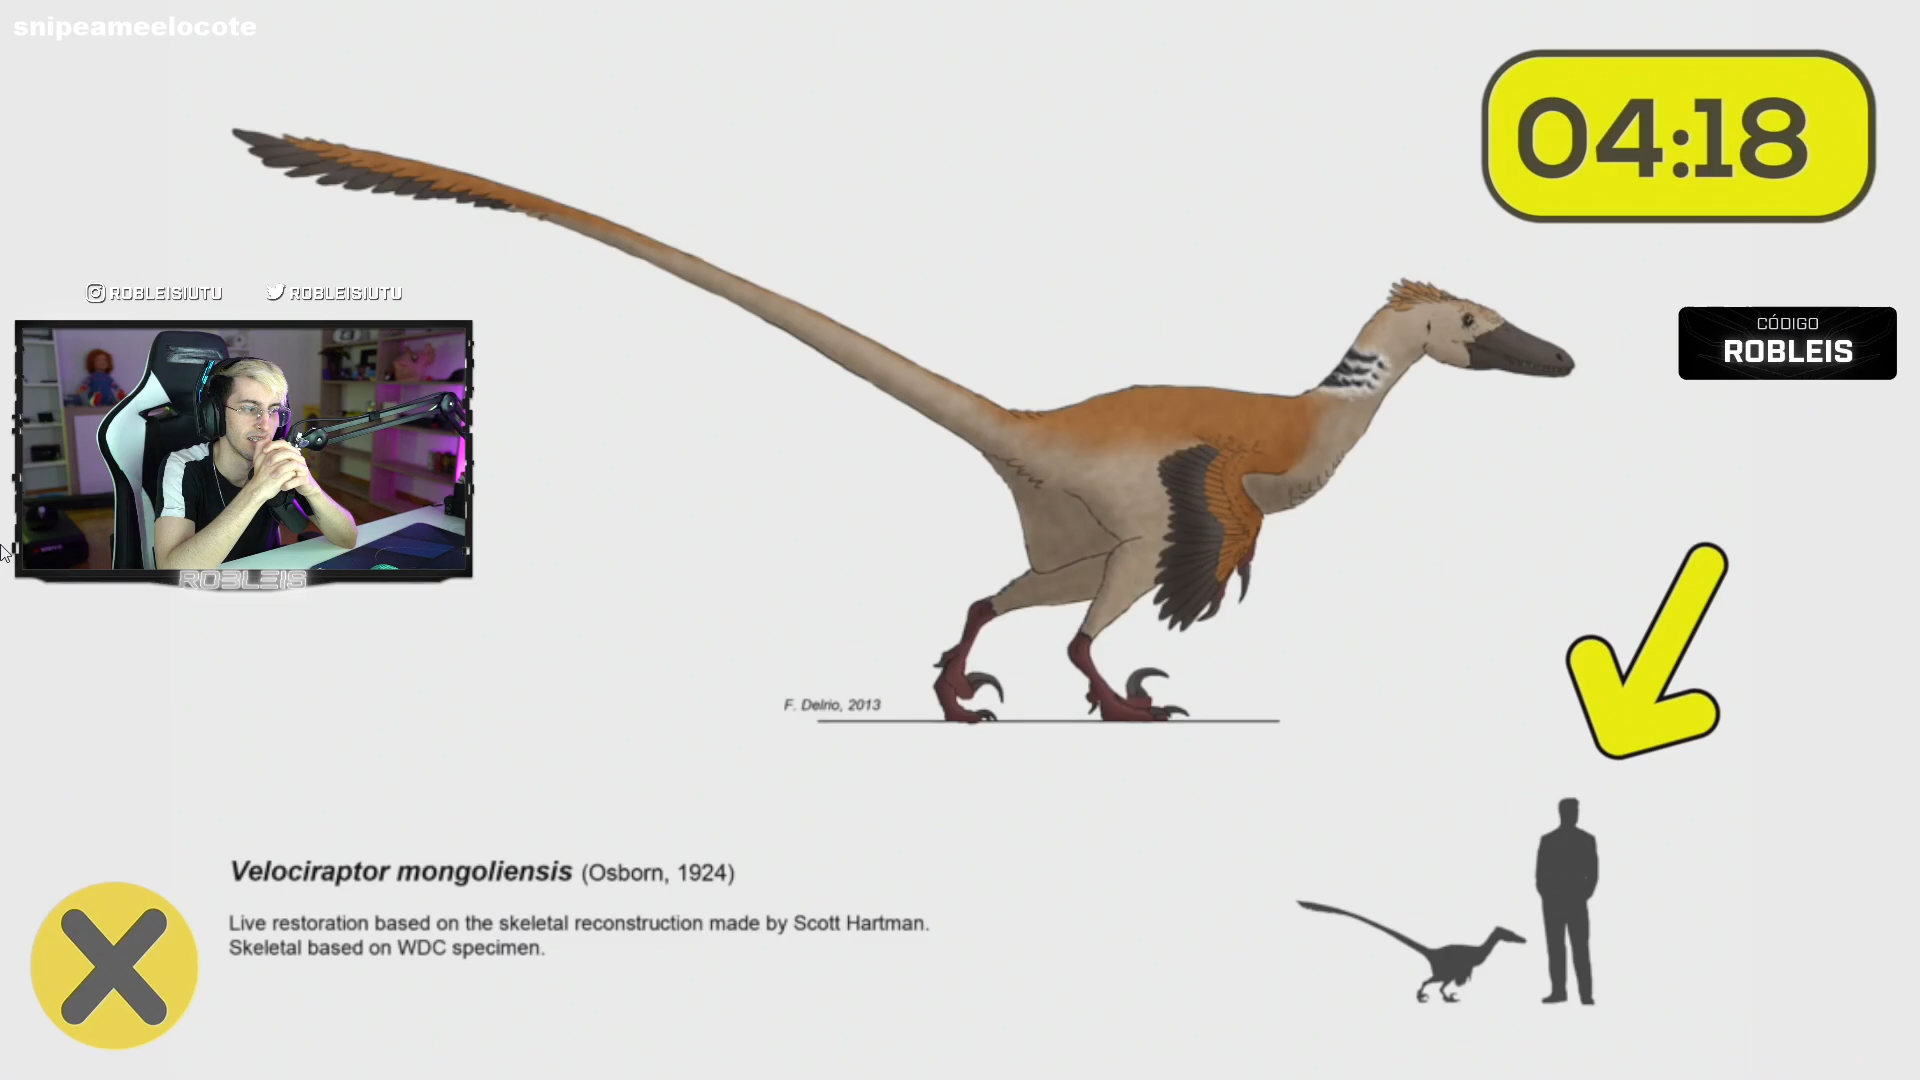 snipeameelocote
04:18
ROBLEISIUTU
ROBLEISIUTU
CÓDIGO
ROBLEIS
ROBLEIS
F. Delrio, 2013
Velociraptor mongoliensis (Osborn, 1924)
Live restoration based on the skeletal reconstruction made by Scott Hartman.
Skeletal based on WDC specimen.